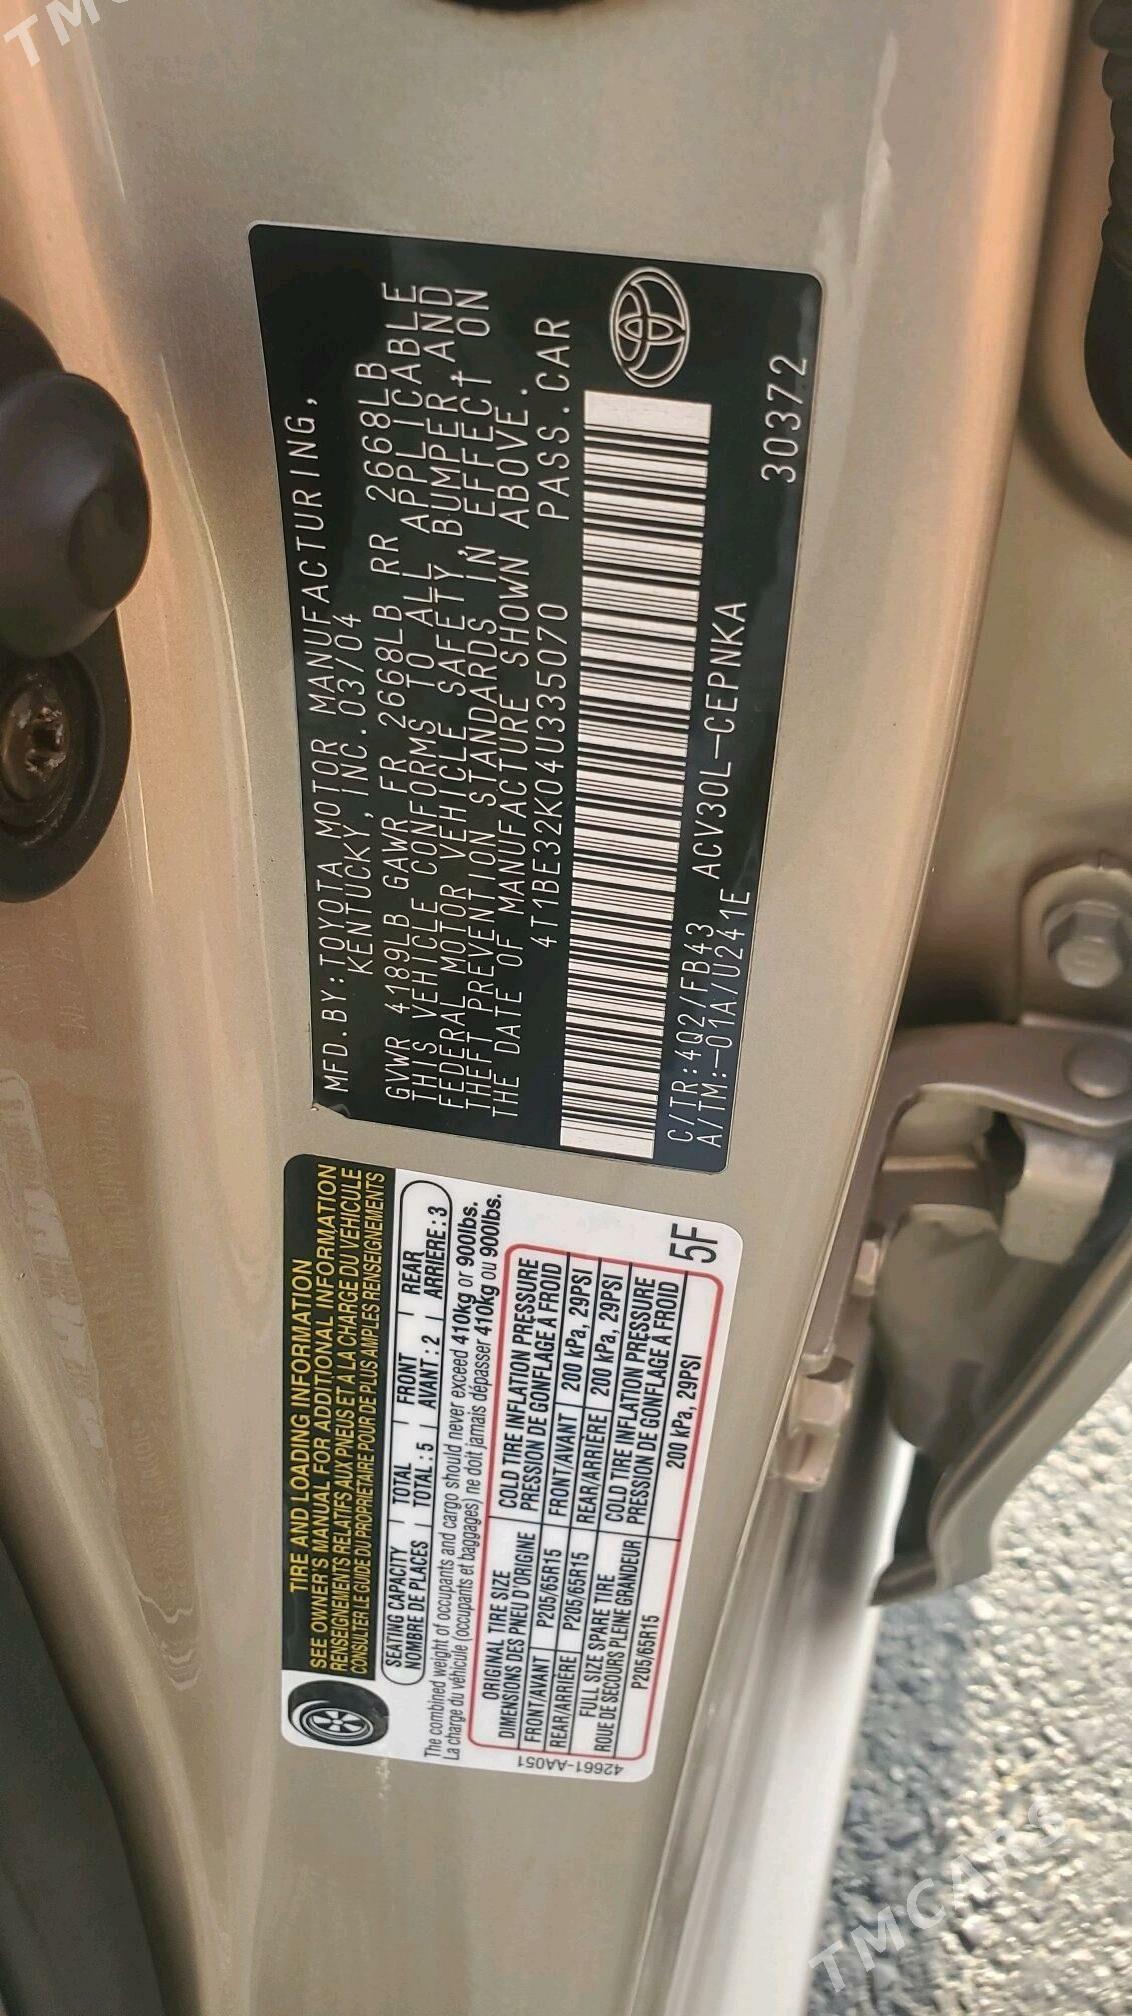 MFD.BY:TOYOTA MOTOR MANUFACTURING,
KENTUCKY, INC.03/04
GVWR 4189LB GAWR FR 2668LB RR 2668LB
THIS VEHICLE CONFORMS TO ALL APPLICABLE
FEDERAL MOTOR VEHICLE SAFETY, BUMPER, AND
THEFT PREVENTION STANDARDS IN EFFECT ON
THE DATE OF MANUFACTURE SHOWN ABOVE.
4T1BE32K04U335070 PASS.CAR
C/TR:4Q2/FB43 ACV30L-CEPNKA
A/TM:-01A/U241E 30372
TIRE AND LOADING INFORMATION
SEE OWNER'S MANUAL FOR ADDITIONAL INFORMATION
RENSEIGNEMENTS RELATIFS AUX PNEUS ET A LA CHARGE DU VÉHICULE
CONSULTER LE GUIDE DU PROPRIETAIRE POUR DE PLUS AMPLES RENSEIGNEMENTS
SEATING CAPACITY TOTAL FRONT REAR
NOMBRE DE PLACES TOTAL: 5 AVANT: 2 ARRIÈRE: 3
The combined weight of occupants and cargo should never exceed 410kg or 900lbs.
La charge du véhicule (occupants et bagages) ne doit jamais dépasser 410kg ou 900lbs.
ORIGINAL TIRE SIZE COLD TIRE INFLATION PRESSURE
DIMENSIONS DES PNEU D'ORIGINE PRESSION DE GONFLAGE À FROID
FRONT/AVANT P205/65R15 FRONT/AVANT 200 kPa, 29PSI
REAR/ARRIÈRE P205/65R15 REAR/ARRIÈRE 200 kPa, 29PSI
FULL SIZE SPARE TIRE COLD TIRE INFLATION PRESSURE
ROUE DE SECOURS PLEINE GRANDEUR PRESSION DE GONFLAGE À FROID
P205/65R15 200 kPa, 29PSI
5F
42661-AA051
TMCARS